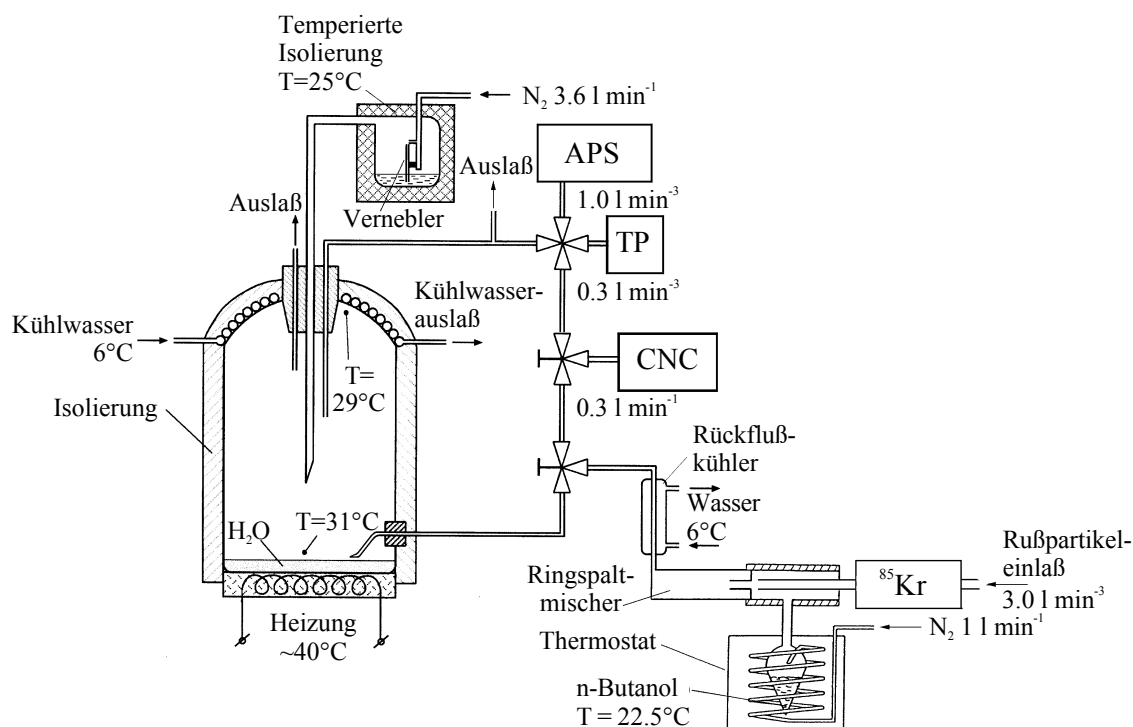 Temperierte
Isolierung
T=25°C
N₂ 3.6 l min⁻¹
APS
Auslaß
1.0 l min⁻³
Auslaß
Vernebler
TP
0.3 l min⁻³
Kühlwasser-
auslaß
Kühlwasser
6°C
CNC
T=
29°C
0.3 l min⁻¹
Isolierung
Rückfluß-
kühler
Wasser
6°C
T=31°C
H₂O
Rußpartikel-
einlaß
3.0 l min⁻³
⁸⁵Kr
Ringspalt-
mischer
Heizung
~40°C
N₂ 1 l min⁻¹
Thermostat
n-Butanol
T = 22.5°C